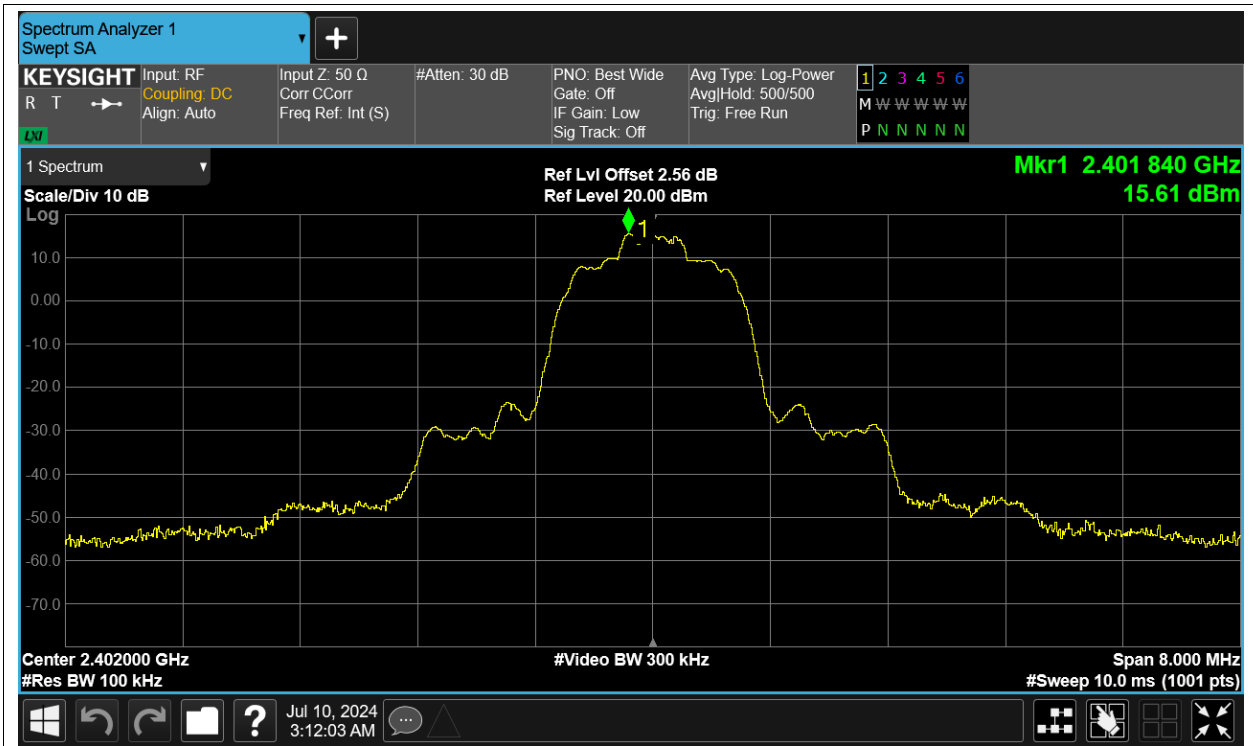 Spectrum Analyzer 1
Swept SA
KEYSIGHT
R T
LXI
Input: RF
Coupling: DC
Align: Auto
Input Z: 50 Ω
Corr CCorr
Freq Ref: Int (S)
#Atten: 30 dB
PNO: Best Wide
Gate: Off
IF Gain: Low
Sig Track: Off
Avg Type: Log-Power
Avg|Hold: 500/500
Trig: Free Run
1 2 3 4 5 6
M W W W W W
P N N N N N
1 Spectrum
Scale/Div 10 dB
Ref Lvl Offset 2.56 dB
Ref Level 20.00 dBm
Mkr1 2.401 840 GHz
15.61 dBm
Log
1
10.0
0.00
-10.0
-20.0
-30.0
-40.0
-50.0
-60.0
-70.0
Center 2.402000 GHz
#Res BW 100 kHz
#Video BW 300 kHz
Span 8.000 MHz
#Sweep 10.0 ms (1001 pts)
?
Jul 10, 2024
3:12:03 AM